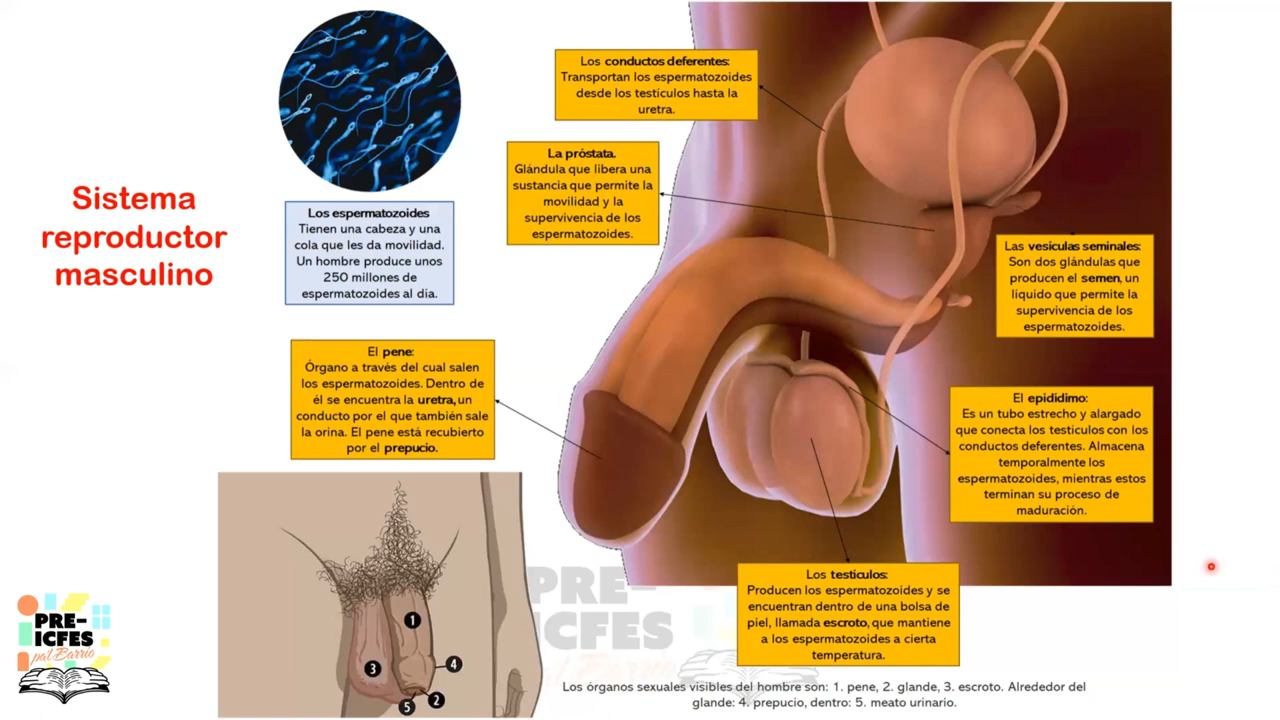 Sistema
reproductor
masculino
Los espermatozoides
Tienen una cabeza y una
cola que les da movilidad.
Un hombre produce unos
250 millones de
espermatozoides al día.
Los conductos deferentes:
Transportan los espermatozoides
desde los testículos hasta la
uretra.
La próstata.
Glándula que libera una
sustancia que permite la
movilidad y la
supervivencia de los
espermatozoides.
Las vesículas seminales:
Son dos glándulas que
producen el semen, un
líquido que permite la
supervivencia de los
espermatozoides.
El pene:
Órgano a través del cual salen
los espermatozoides. Dentro de
él se encuentra la uretra, un
conducto por el que también sale
la orina. El pene está recubierto
por el prepucio.
El epidídimo:
Es un tubo estrecho y alargado
que conecta los testículos con los
conductos deferentes. Almacena
temporalmente los
espermatozoides, mientras estos
terminan su proceso de
maduración.
Los testículos:
Producen los espermatozoides y se
encuentran dentro de una bolsa de
piel, llamada escroto, que mantiene
a los espermatozoides a cierta
temperatura.
1
3
4
2
5
PRE-
ICFES
pal Barrio
PRE-
ICFES
pal Barrio
Los órganos sexuales visibles del hombre son: 1. pene, 2. glande, 3. escroto. Alrededor del
glande: 4. prepucio, dentro: 5. meato urinario.